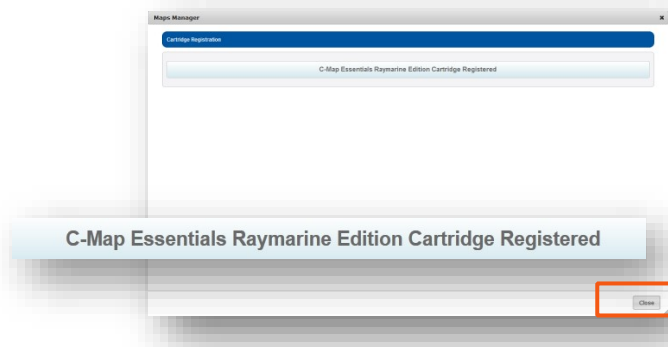 Maps Manager x
Cartridge Registration
C-Map Essentials Raymarine Edition Cartridge Registered
C-Map Essentials Raymarine Edition Cartridge Registered
Close